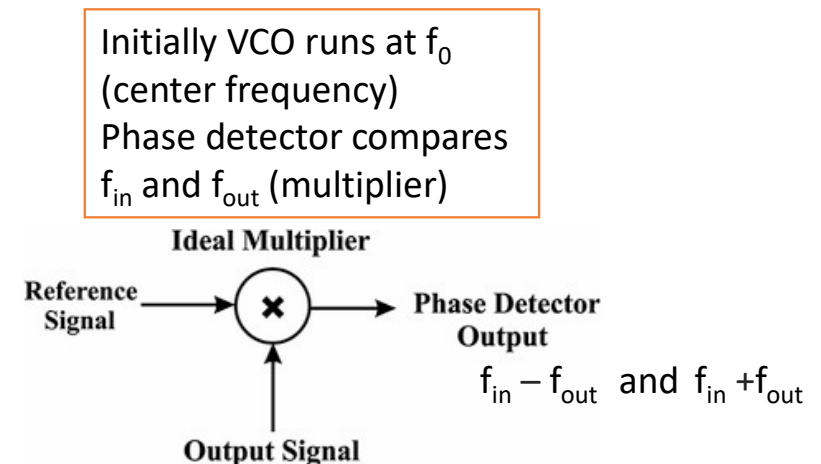 Initially VCO runs at f₀
(center frequency)
Phase detector compares
fᵢₙ and fₒᵤₜ (multiplier)
Ideal Multiplier
Reference
Signal
×
Phase Detector
Output
fᵢₙ – fₒᵤₜ and fᵢₙ +fₒᵤₜ
Output Signal